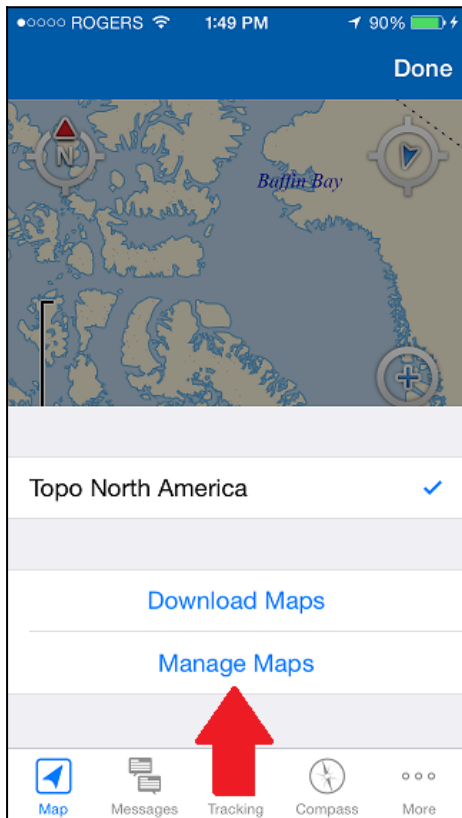 ROGERS 1:49 PM 90%
Done
N
Baffin Bay
Topo North America
Download Maps
Manage Maps
Map Messages Tracking Compass More